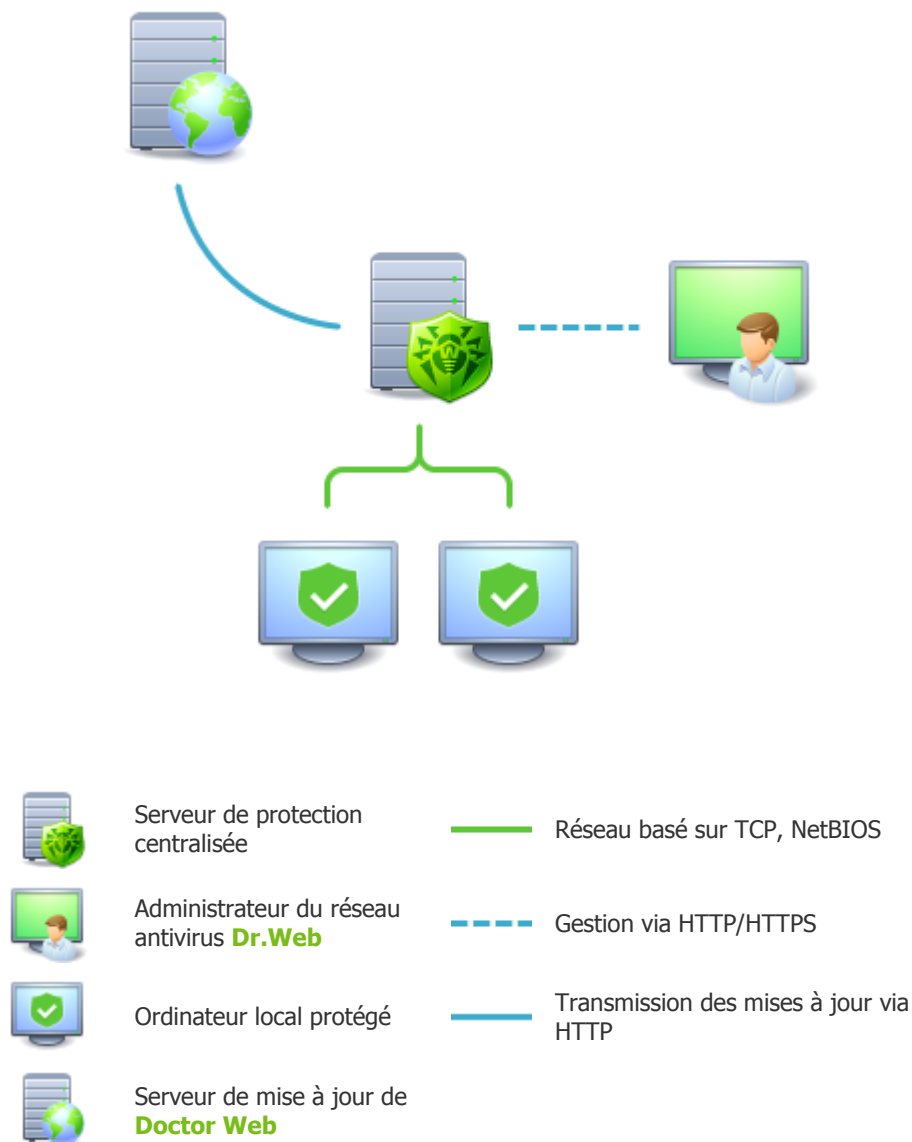 Serveur de protection
centralisée
Réseau basé sur TCP, NetBIOS
Administrateur du réseau
antivirus Dr.Web
Gestion via HTTP/HTTPS
Ordinateur local protégé
Transmission des mises à jour via
HTTP
Serveur de mise à jour de
Doctor Web